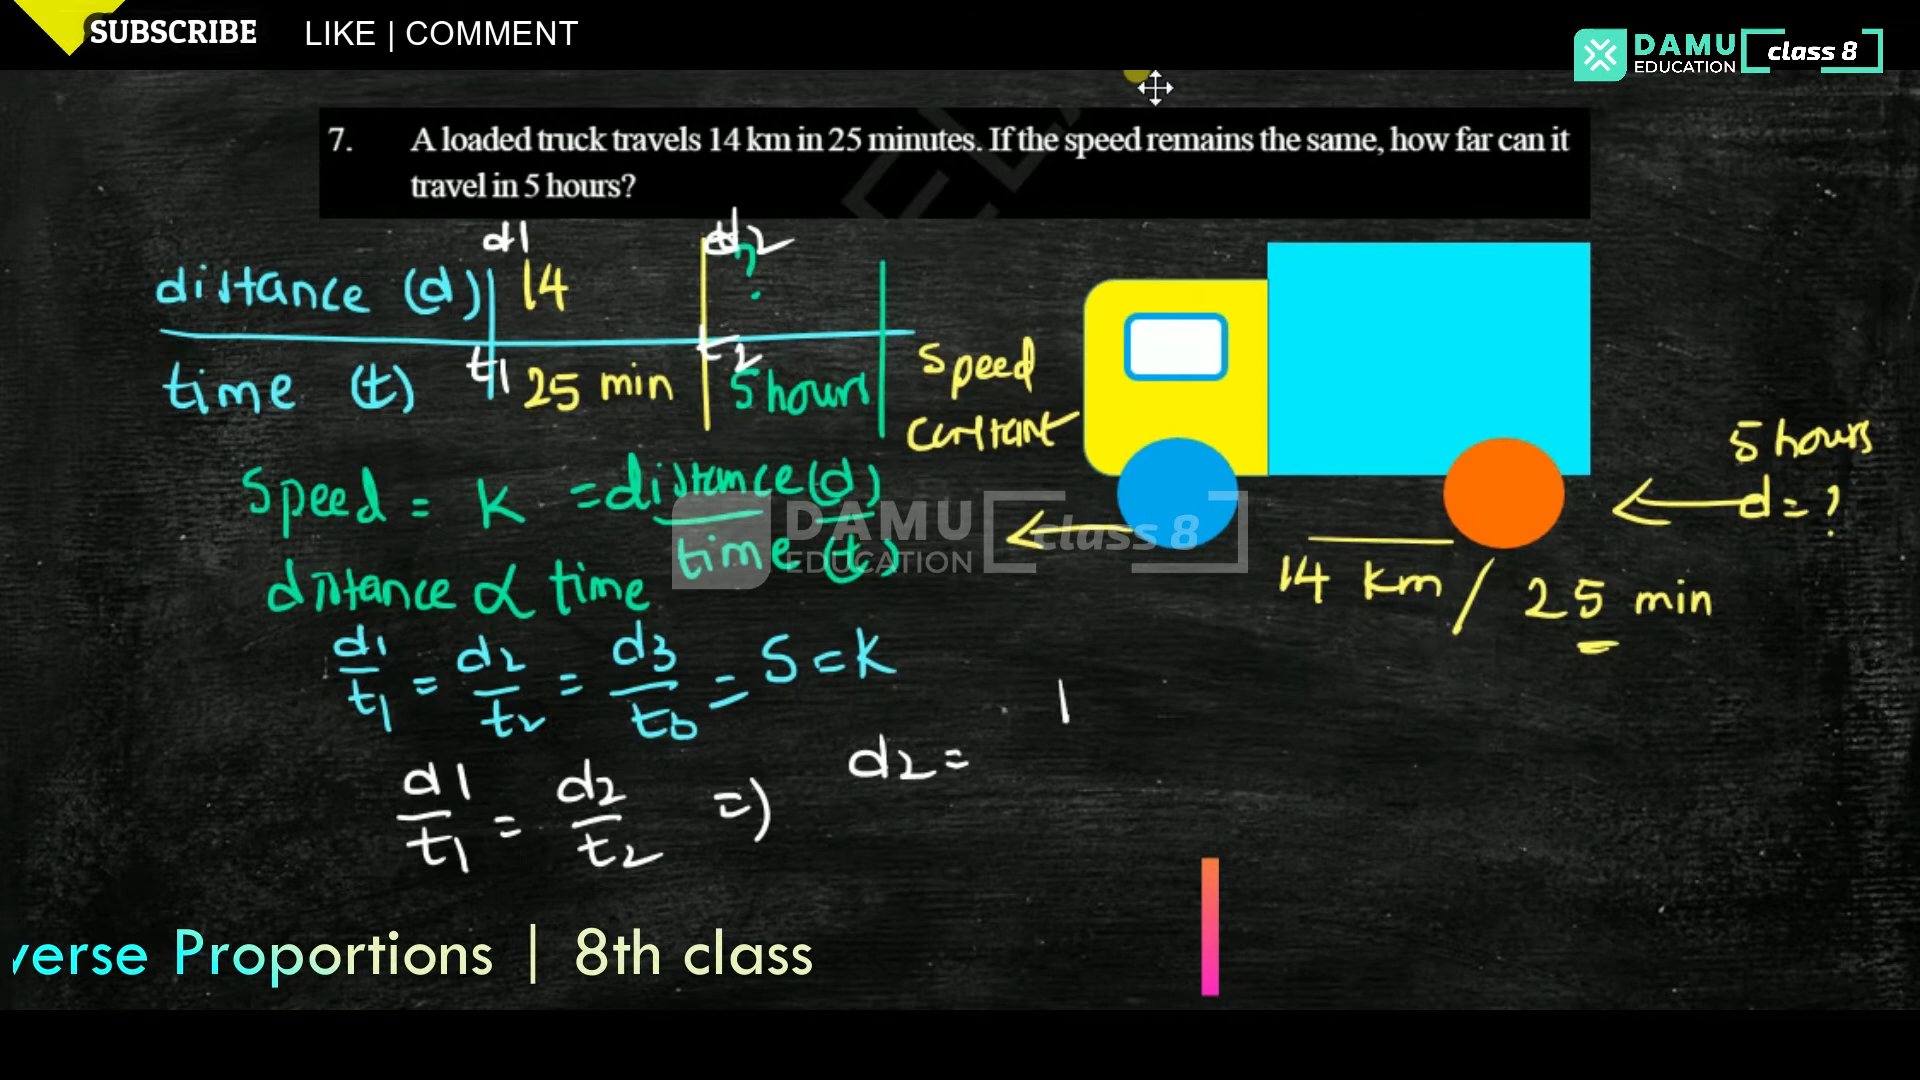 SUBSCRIBE LIKE | COMMENT
DAMU EDUCATION class 8
7. A loaded truck travels 14 km in 25 minutes. If the speed remains the same, how far can it
travel in 5 hours?
d1 d2
distance (d) 14 ?
t1 t2
time (t) 25 min 5 hours
Speed
constant
5 hours
d = ?
Speed = K = distance(d)
time (t)
DAMU EDUCATION class 8
14 km / 25 min
distance ∝ time
d1/t1 = d2/t2 = d3/t3 = S = K
d1/t1 = d2/t2 =) d2 =
verse Proportions | 8th class